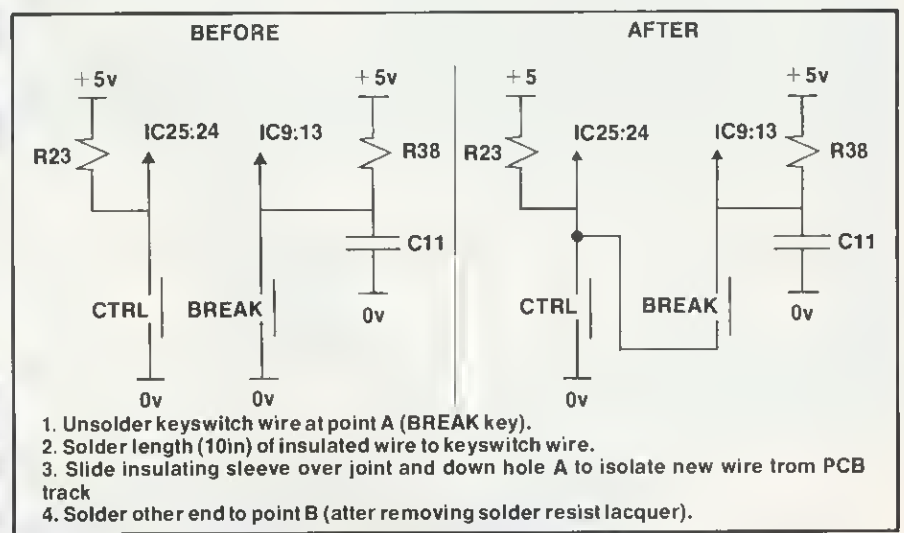 BEFORE
AFTER
+5v
+5v
+5
+5v
IC25:24
IC9:13
IC25:24
IC9:13
R23
R38
R23
R38
C11
C11
CTRL
BREAK
CTRL
BREAK
0v
0v
0v
0v
0v
1. Unsolder keyswitch wire at point A (BREAK key).
2. Solder length (10in) of insulated wire to keyswitch wire.
3. Slide insulating sleeve over joint and down hole A to isolate new wire trom PCB
track
4. Solder other end to point B (after removing solder resist lacquer).